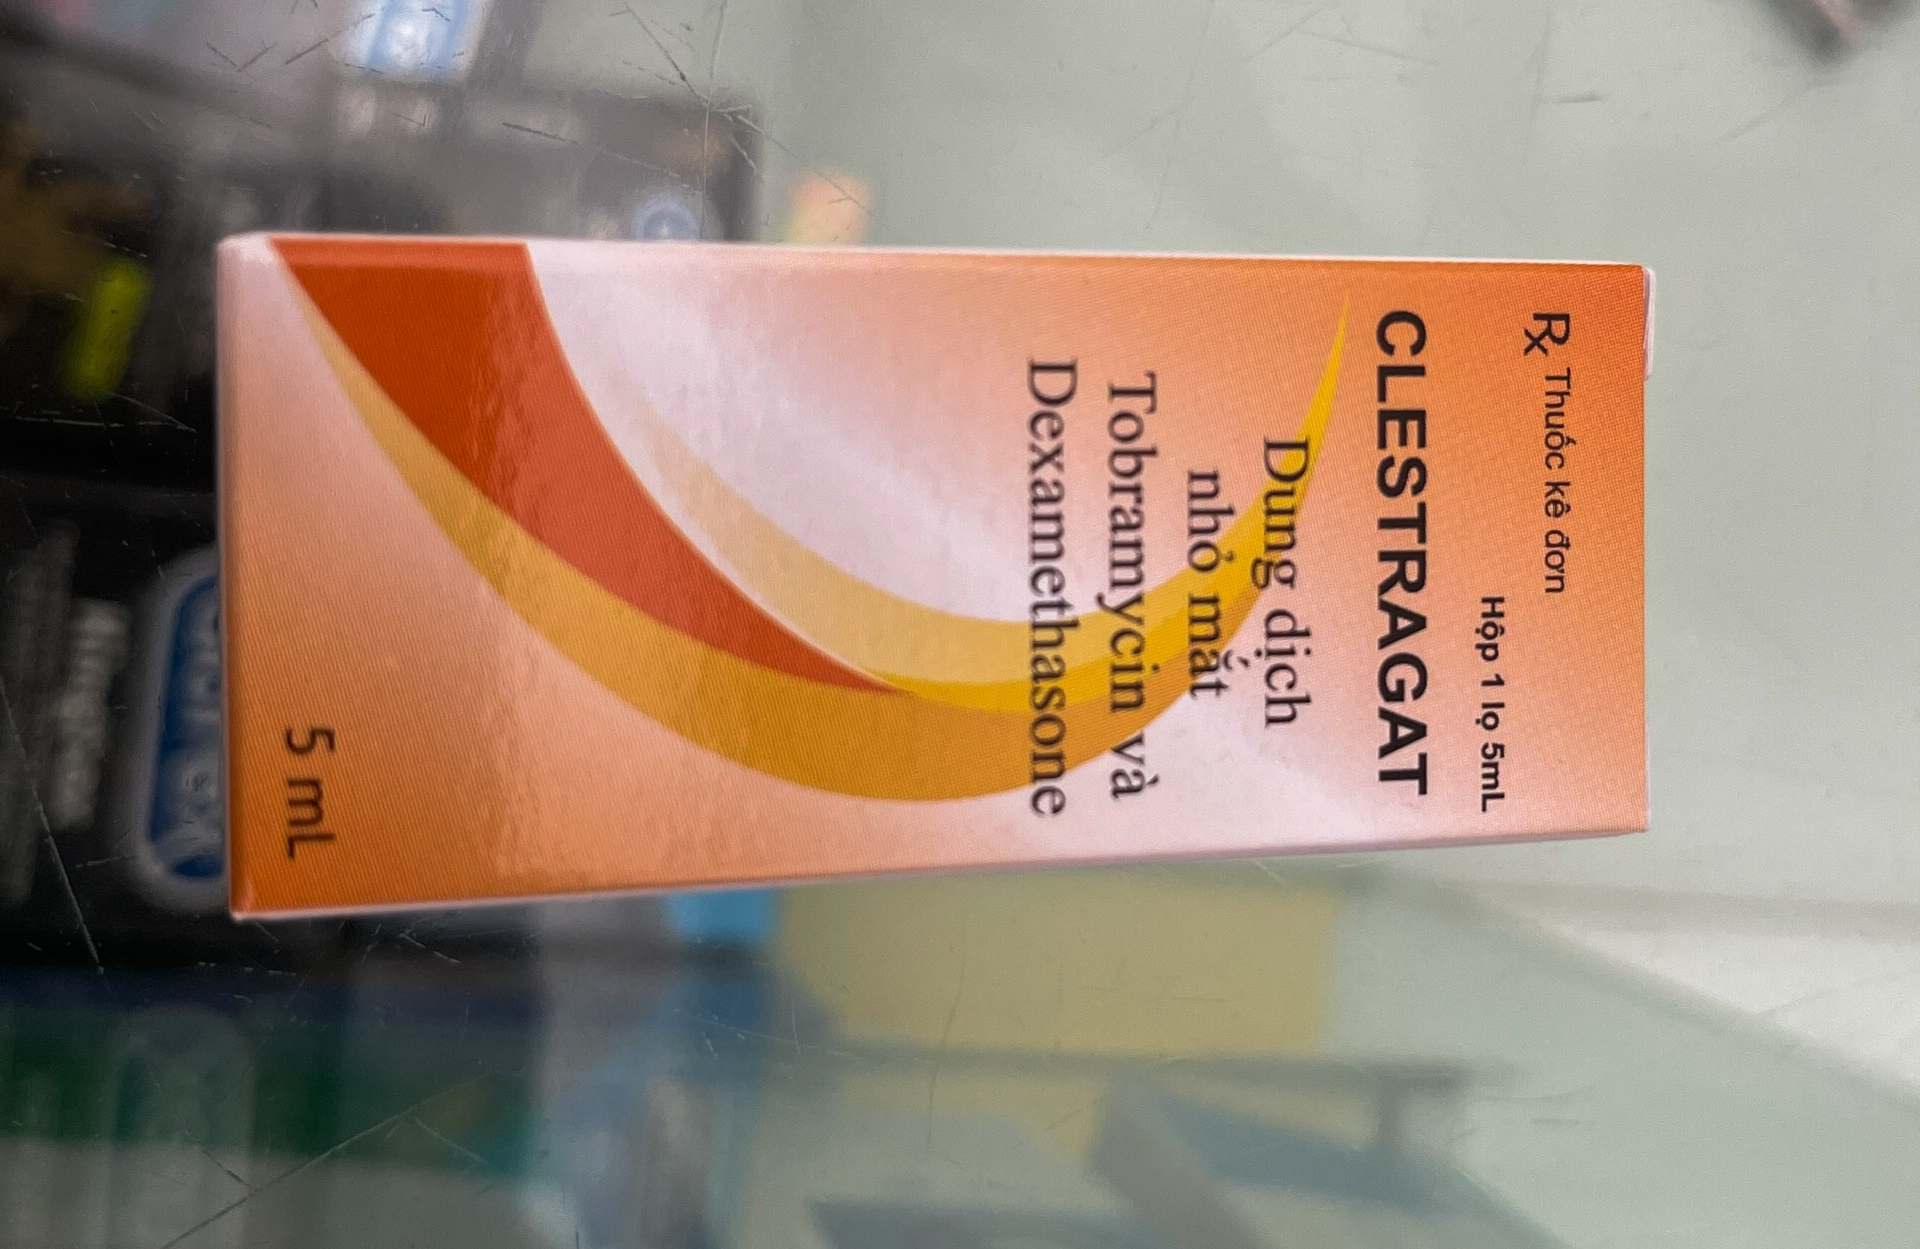 Rx Thuốc kê đơn
Hộp 1 lọ 5mL
CLESTRAGAT
Dung dịch
nhỏ mắt
Tobramycin và
Dexamethasone
5 mL